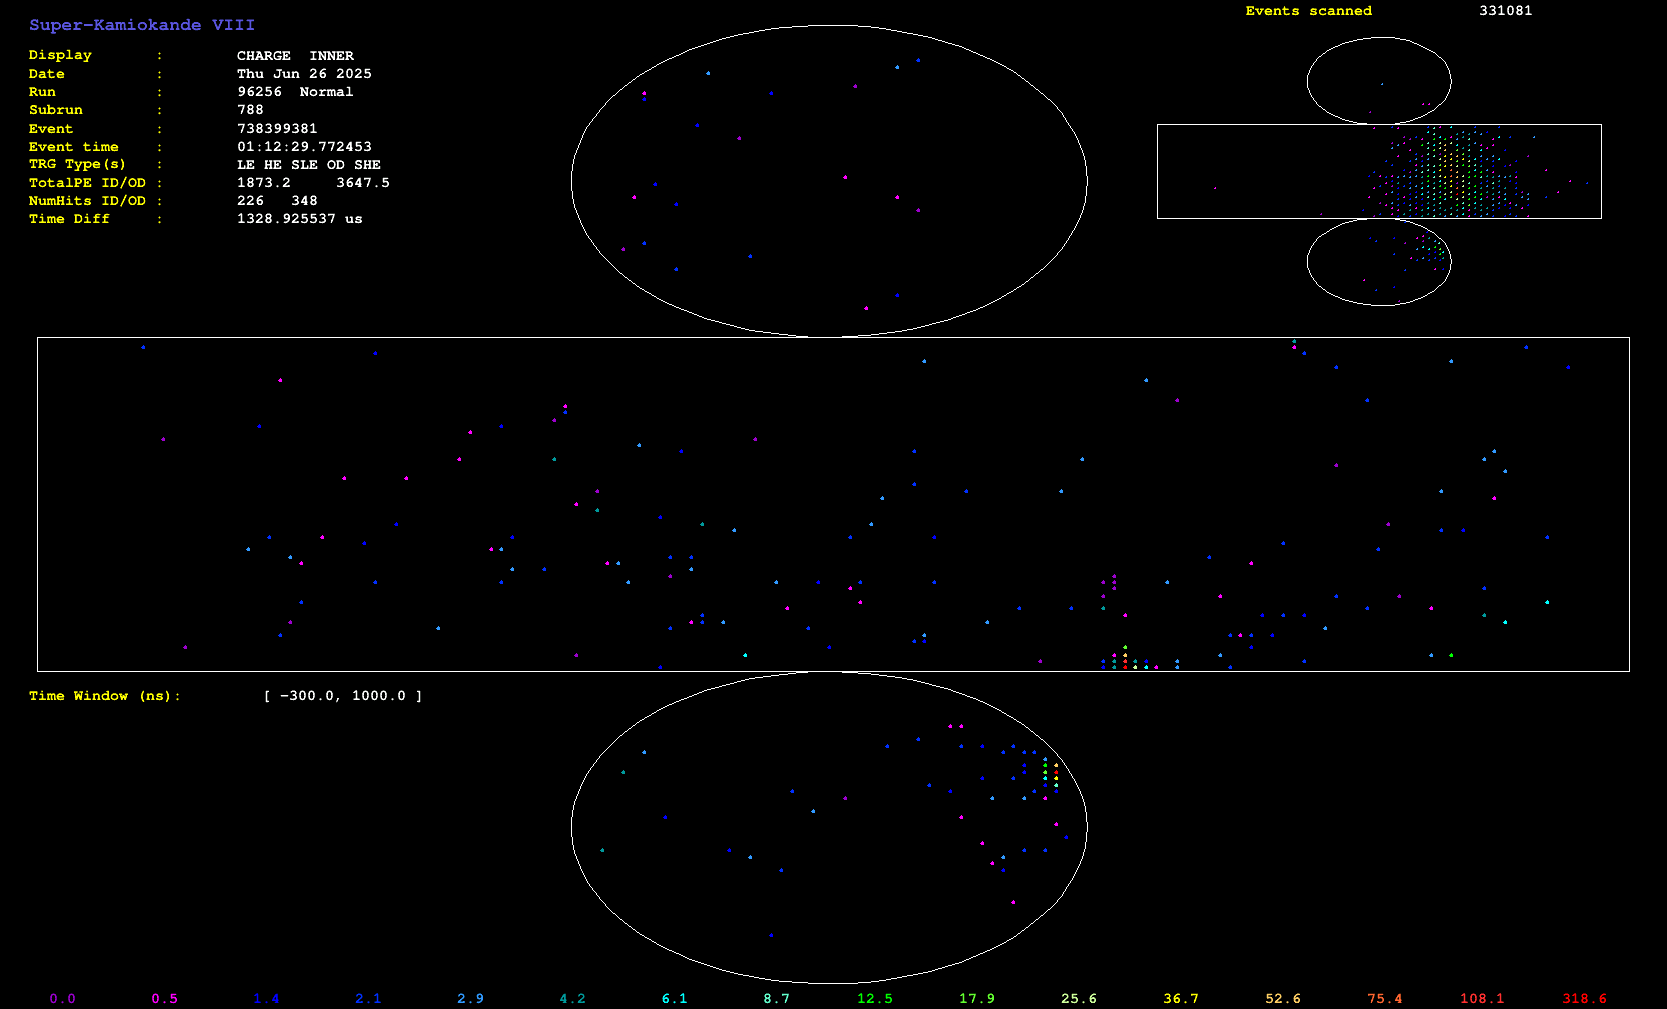 Super-Kamiokande VIII
Events scanned 331081
Display : CHARGE INNER
Date : Thu Jun 26 2025
Run : 96256 Normal
Subrun : 788
Event : 738399381
Event time : 01:12:29.772453
TRG Type(s) : LE HE SLE OD SHE
TotalPE ID/OD : 1873.2 3647.5
NumHits ID/OD : 226 348
Time Diff : 1328.925537 us
Time Window (ns): [ -300.0, 1000.0 ]
0.0 0.5 1.4 2.1 2.9 4.2 6.1 8.7 12.5 17.9 25.6 36.7 52.6 75.4 108.1 318.6